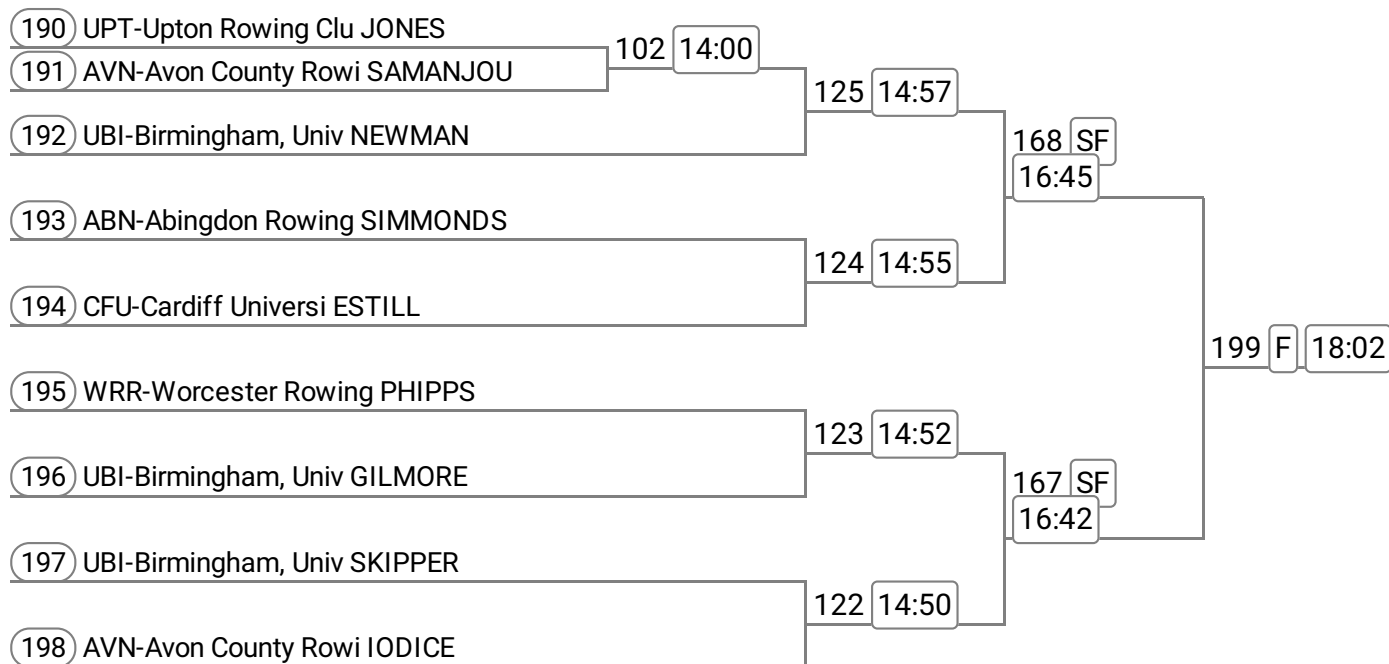 190 UPT-Upton Rowing Clu JONES
102 14:00
191 AVN-Avon County Rowi SAMANJOU
125 14:57
192 UBI-Birmingham, Univ NEWMAN
168 SF
16:45
193 ABN-Abingdon Rowing SIMMONDS
124 14:55
194 CFU-Cardiff Universi ESTILL
199 F 18:02
195 WRR-Worcester Rowing PHIPPS
123 14:52
196 UBI-Birmingham, Univ GILMORE
167 SF
16:42
197 UBI-Birmingham, Univ SKIPPER
122 14:50
198 AVN-Avon County Rowi IODICE